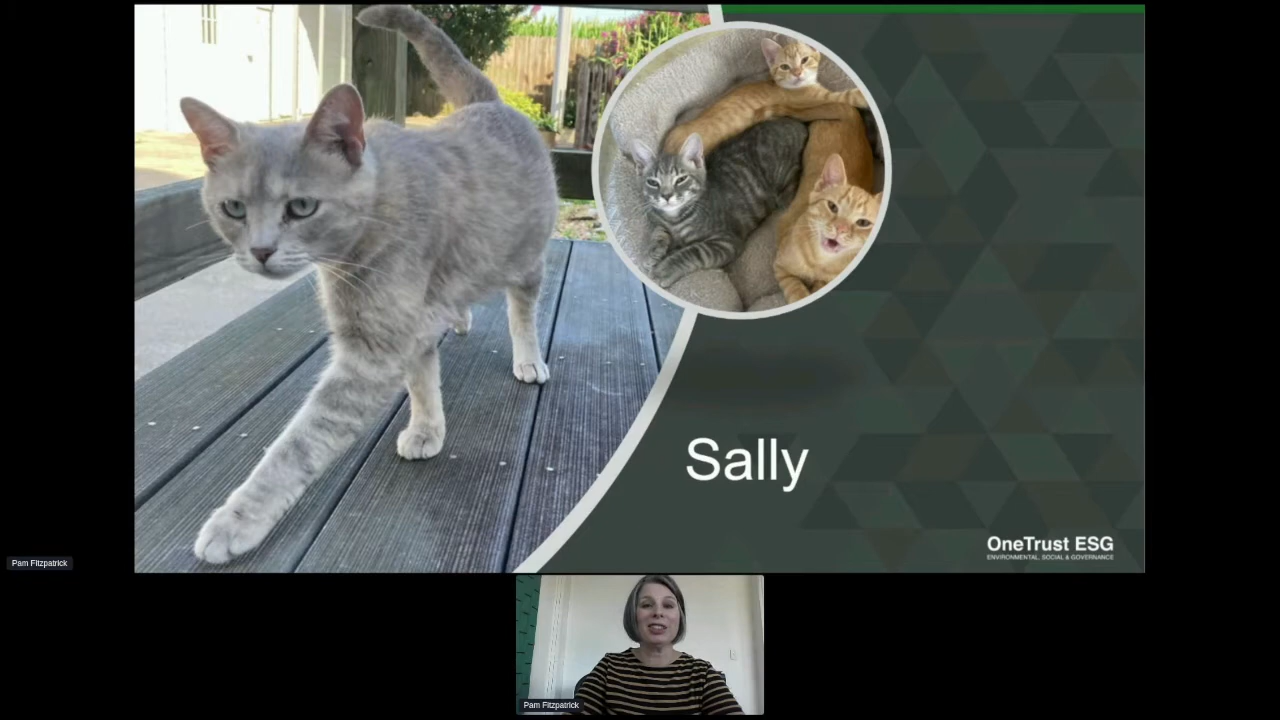 Sally
OneTrust ESG
ENVIRONMENTAL, SOCIAL & GOVERNANCE
Pam Fitzpatrick
Pam Fitzpatrick